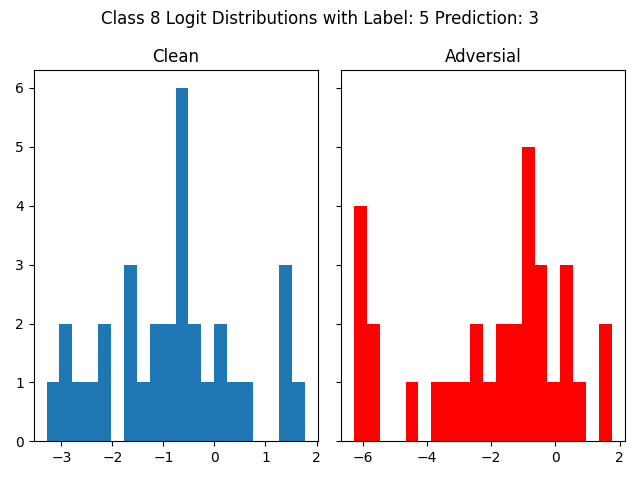 Class 8 Logit Distributions with Label: 5 Prediction: 3
Clean
Adversial
6
5
4
3
2
1
0
−3 −2 −1 0 1 2
−6 −4 −2 0 2